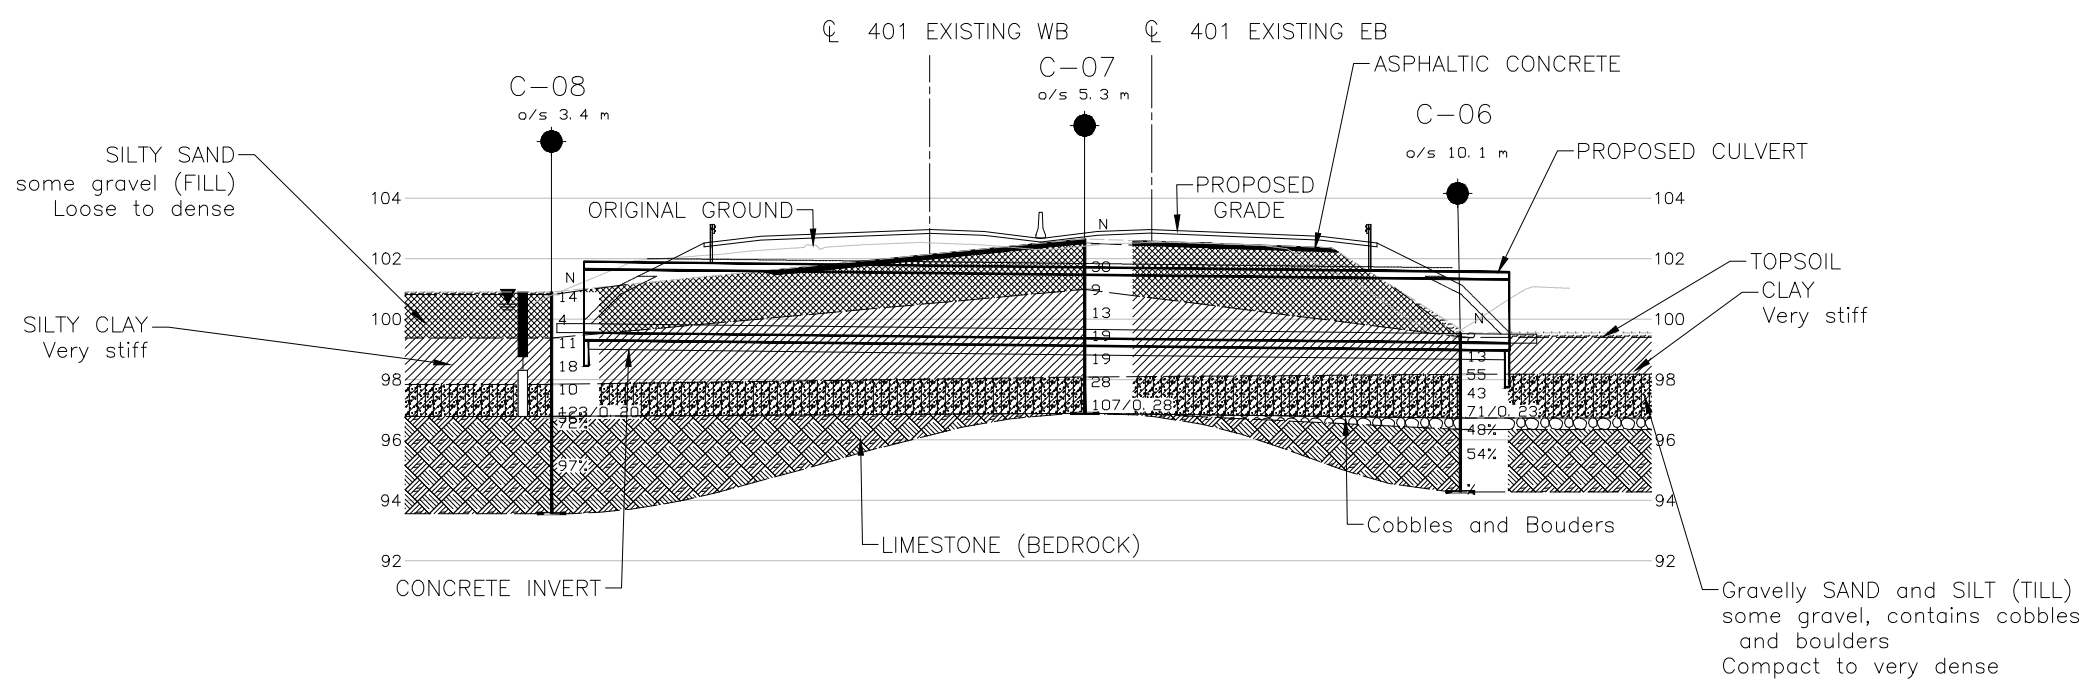 ℄ 401 EXISTING WB
℄ 401 EXISTING EB
C-08
o/s 3.4 m
C-07
o/s 5.3 m
C-06
o/s 10.1 m
ASPHALTIC CONCRETE
PROPOSED CULVERT
SILTY SAND
some gravel (FILL)
Loose to dense
ORIGINAL GROUND
PROPOSED
GRADE
TOPSOIL
CLAY
Very stiff
SILTY CLAY
Very stiff
104
102
100
98
96
94
92
104
102
100
98
96
94
92
N
14
4
11
18
10
123/0.20
97%
N
30
9
13
19
19
28
107/0.28
N
13
55
43
71/0.23
48%
54%
%
Cobbles and Bouders
LIMESTONE (BEDROCK)
CONCRETE INVERT
Gravelly SAND and SILT (TILL)
some gravel, contains cobbles
and boulders
Compact to very dense